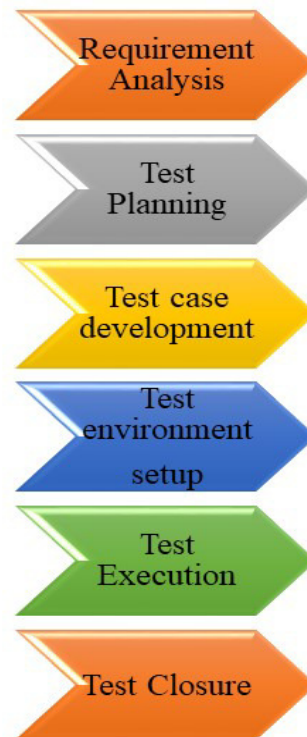 Requirement
Analysis
Test
Planning
Test case
development
Test
environment
setup
Test
Execution
Test Closure